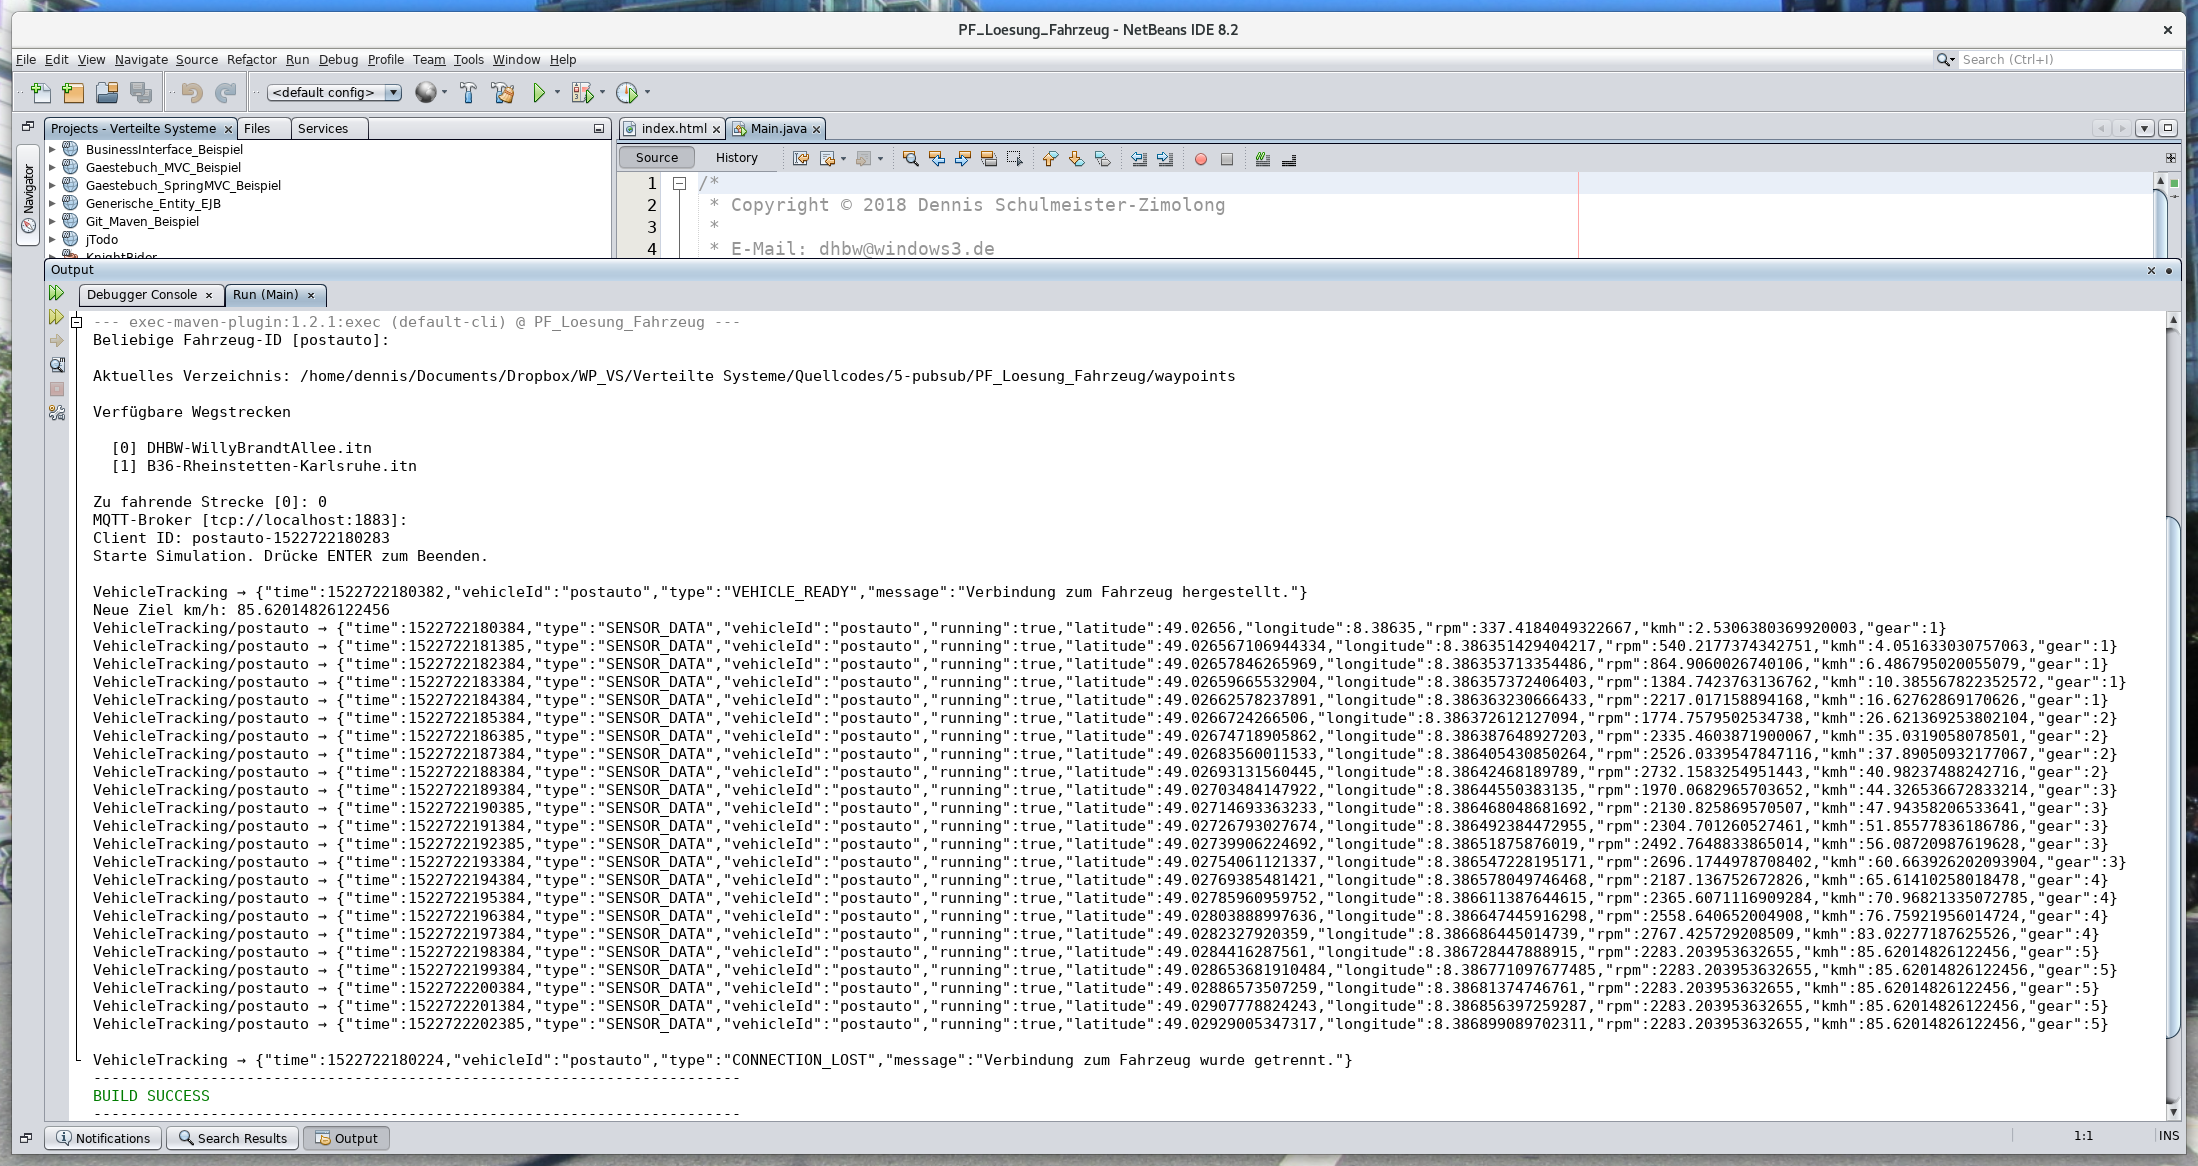 PF_Loesung_Fahrzeug - NetBeans IDE 8.2
File Edit View Navigate Source Refactor Run Debug Profile Team Tools Window Help
Search (Ctrl+I)
<default config>
Projects - Verteilte Systeme Files Services
index.html Main.java
Navigator
BusinessInterface_Beispiel
Gaestebuch_MVC_Beispiel
Gaestebuch_SpringMVC_Beispiel
Generische_Entity_EJB
Git_Maven_Beispiel
jTodo
KnightRider
Source History
1 /*
2 * Copyright © 2018 Dennis Schulmeister-Zimolong
3 *
4 * E-Mail: dhbw@windows3.de
Output
Debugger Console Run (Main)
--- exec-maven-plugin:1.2.1:exec (default-cli) @ PF_Loesung_Fahrzeug ---
Beliebige Fahrzeug-ID [postauto]:
Aktuelles Verzeichnis: /home/dennis/Documents/Dropbox/WP_VS/Verteilte Systeme/Quellcodes/5-pubsub/PF_Loesung_Fahrzeug/waypoints
Verfügbare Wegstrecken
[0] DHBW-WillyBrandtAllee.itn
[1] B36-Rheinstetten-Karlsruhe.itn
Zu fahrende Strecke [0]: 0
MQTT-Broker [tcp://localhost:1883]:
Client ID: postauto-1522722180283
Starte Simulation. Drücke ENTER zum Beenden.
VehicleTracking → {"time":1522722180382,"vehicleId":"postauto","type":"VEHICLE_READY","message":"Verbindung zum Fahrzeug hergestellt."}
Neue Ziel km/h: 85.62014826122456
VehicleTracking/postauto → {"time":1522722180384,"type":"SENSOR_DATA","vehicleId":"postauto","running":true,"latitude":49.02656,"longitude":8.38635,"rpm":337.4184049322667,"kmh":2.5306380369920003,"gear":1}
VehicleTracking/postauto → {"time":1522722181385,"type":"SENSOR_DATA","vehicleId":"postauto","running":true,"latitude":49.026567106944334,"longitude":8.386351429404217,"rpm":540.2177374342751,"kmh":4.051633030757063,"gear":1}
VehicleTracking/postauto → {"time":1522722182384,"type":"SENSOR_DATA","vehicleId":"postauto","running":true,"latitude":49.02657846265969,"longitude":8.386353713354486,"rpm":864.9060026740106,"kmh":6.486795020055079,"gear":1}
VehicleTracking/postauto → {"time":1522722183384,"type":"SENSOR_DATA","vehicleId":"postauto","running":true,"latitude":49.02659665532904,"longitude":8.386357372406403,"rpm":1384.7423763136762,"kmh":10.385567822352572,"gear":1}
VehicleTracking/postauto → {"time":1522722184384,"type":"SENSOR_DATA","vehicleId":"postauto","running":true,"latitude":49.02662578237891,"longitude":8.386363230666433,"rpm":2217.017158894168,"kmh":16.62762869170626,"gear":1}
VehicleTracking/postauto → {"time":1522722185384,"type":"SENSOR_DATA","vehicleId":"postauto","running":true,"latitude":49.0266724266506,"longitude":8.386372612127094,"rpm":1774.7579502534738,"kmh":26.621369253802104,"gear":2}
VehicleTracking/postauto → {"time":1522722186385,"type":"SENSOR_DATA","vehicleId":"postauto","running":true,"latitude":49.02674718905862,"longitude":8.386387648927203,"rpm":2335.4603871900067,"kmh":35.0319058078501,"gear":2}
VehicleTracking/postauto → {"time":1522722187384,"type":"SENSOR_DATA","vehicleId":"postauto","running":true,"latitude":49.02683560011533,"longitude":8.386405430850264,"rpm":2526.0339547847116,"kmh":37.89050932177067,"gear":2}
VehicleTracking/postauto → {"time":1522722188384,"type":"SENSOR_DATA","vehicleId":"postauto","running":true,"latitude":49.02693131560445,"longitude":8.38642468189789,"rpm":2732.1583254951443,"kmh":40.98237488242716,"gear":2}
VehicleTracking/postauto → {"time":1522722189384,"type":"SENSOR_DATA","vehicleId":"postauto","running":true,"latitude":49.02703484147922,"longitude":8.38644550383135,"rpm":1970.0682965703652,"kmh":44.326536672833214,"gear":3}
VehicleTracking/postauto → {"time":1522722190385,"type":"SENSOR_DATA","vehicleId":"postauto","running":true,"latitude":49.02714693363233,"longitude":8.386468048681692,"rpm":2130.825869570507,"kmh":47.94358206533641,"gear":3}
VehicleTracking/postauto → {"time":1522722191384,"type":"SENSOR_DATA","vehicleId":"postauto","running":true,"latitude":49.02726793027674,"longitude":8.386492384472955,"rpm":2304.701260527461,"kmh":51.85577836186786,"gear":3}
VehicleTracking/postauto → {"time":1522722192385,"type":"SENSOR_DATA","vehicleId":"postauto","running":true,"latitude":49.02739906224692,"longitude":8.38651875876019,"rpm":2492.7648833865014,"kmh":56.08720987619628,"gear":3}
VehicleTracking/postauto → {"time":1522722193384,"type":"SENSOR_DATA","vehicleId":"postauto","running":true,"latitude":49.02754061121337,"longitude":8.386547228195171,"rpm":2696.1744978708402,"kmh":60.663926202093904,"gear":3}
VehicleTracking/postauto → {"time":1522722194384,"type":"SENSOR_DATA","vehicleId":"postauto","running":true,"latitude":49.02769385481421,"longitude":8.386578049746468,"rpm":2187.136752672826,"kmh":65.61410258018478,"gear":4}
VehicleTracking/postauto → {"time":1522722195384,"type":"SENSOR_DATA","vehicleId":"postauto","running":true,"latitude":49.02785960959752,"longitude":8.386611387644615,"rpm":2365.6071116909284,"kmh":70.96821335072785,"gear":4}
VehicleTracking/postauto → {"time":1522722196384,"type":"SENSOR_DATA","vehicleId":"postauto","running":true,"latitude":49.02803888997636,"longitude":8.386647445916298,"rpm":2558.640652004908,"kmh":76.75921956014724,"gear":4}
VehicleTracking/postauto → {"time":1522722197384,"type":"SENSOR_DATA","vehicleId":"postauto","running":true,"latitude":49.0282327920359,"longitude":8.386686445014739,"rpm":2767.425729208509,"kmh":83.02277187625526,"gear":4}
VehicleTracking/postauto → {"time":1522722198384,"type":"SENSOR_DATA","vehicleId":"postauto","running":true,"latitude":49.0284416287561,"longitude":8.386728447888915,"rpm":2283.203953632655,"kmh":85.62014826122456,"gear":5}
VehicleTracking/postauto → {"time":1522722199384,"type":"SENSOR_DATA","vehicleId":"postauto","running":true,"latitude":49.028653681910484,"longitude":8.386771097677485,"rpm":2283.203953632655,"kmh":85.62014826122456,"gear":5}
VehicleTracking/postauto → {"time":1522722200384,"type":"SENSOR_DATA","vehicleId":"postauto","running":true,"latitude":49.02886573507259,"longitude":8.38681374746761,"rpm":2283.203953632655,"kmh":85.62014826122456,"gear":5}
VehicleTracking/postauto → {"time":1522722201384,"type":"SENSOR_DATA","vehicleId":"postauto","running":true,"latitude":49.02907778824243,"longitude":8.386856397259287,"rpm":2283.203953632655,"kmh":85.62014826122456,"gear":5}
VehicleTracking/postauto → {"time":1522722202385,"type":"SENSOR_DATA","vehicleId":"postauto","running":true,"latitude":49.02929005347317,"longitude":8.386899089702311,"rpm":2283.203953632655,"kmh":85.62014826122456,"gear":5}
VehicleTracking → {"time":1522722180224,"vehicleId":"postauto","type":"CONNECTION_LOST","message":"Verbindung zum Fahrzeug wurde getrennt."}
------------------------------------------------------------------------
BUILD SUCCESS
------------------------------------------------------------------------
Notifications Search Results Output
1:1 INS